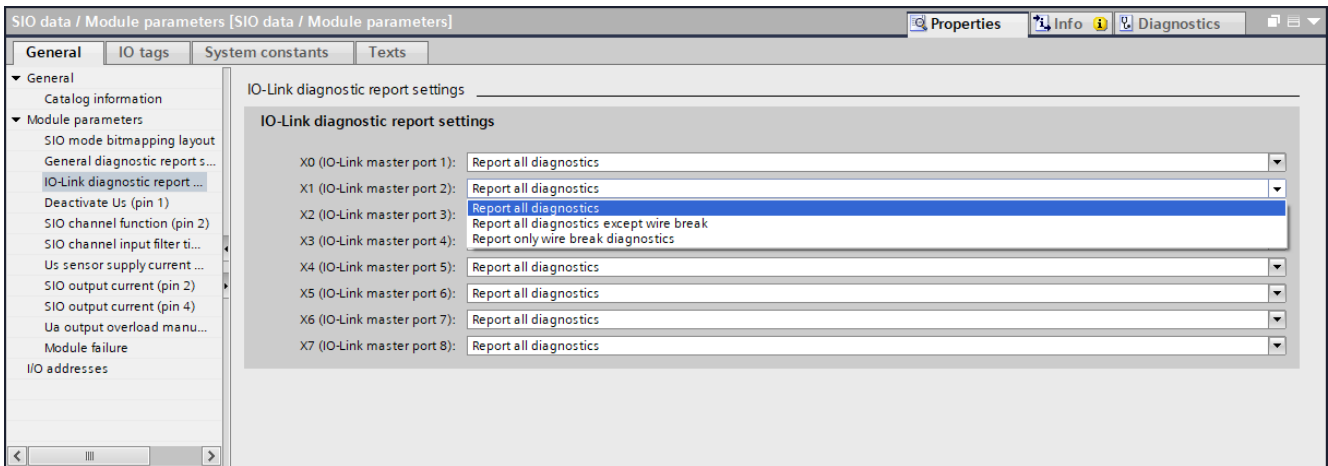 SIO data / Module parameters [SIO data / Module parameters]
Properties
Info
Diagnostics
General
IO tags
System constants
Texts
General
Catalog information
Module parameters
SIO mode bitmapping layout
General diagnostic report s...
IO-Link diagnostic report ...
Deactivate Us (pin 1)
SIO channel function (pin 2)
SIO channel input filter ti...
Us sensor supply current ...
SIO output current (pin 2)
SIO output current (pin 4)
Ua output overload manu...
Module failure
I/O addresses
IO-Link diagnostic report settings
IO-Link diagnostic report settings
X0 (IO-Link master port 1): Report all diagnostics
X1 (IO-Link master port 2): Report all diagnostics
X2 (IO-Link master port 3):
X3 (IO-Link master port 4):
Report all diagnostics
Report all diagnostics except wire break
Report only wire break diagnostics
X4 (IO-Link master port 5): Report all diagnostics
X5 (IO-Link master port 6): Report all diagnostics
X6 (IO-Link master port 7): Report all diagnostics
X7 (IO-Link master port 8): Report all diagnostics